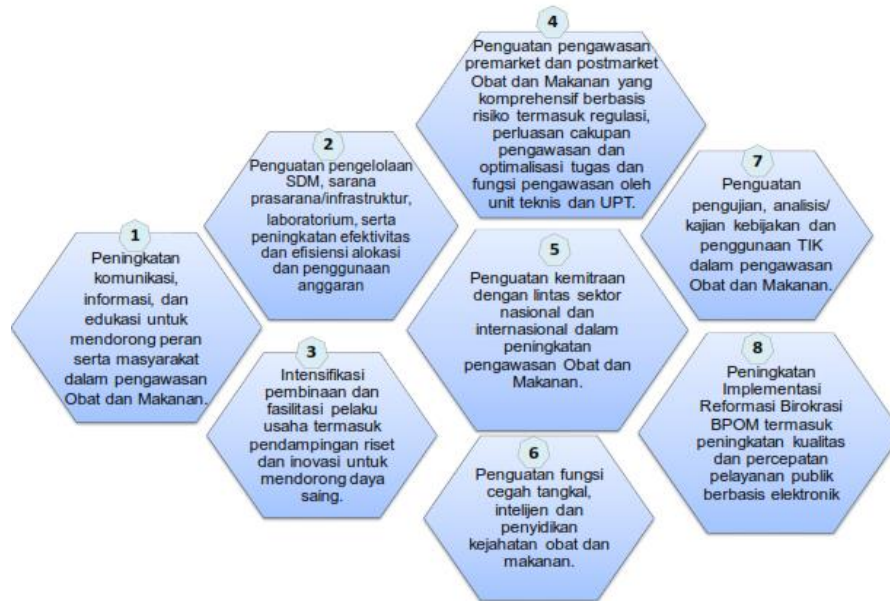 1
Peningkatan
komunikasi,
informasi, dan
edukasi untuk
mendorong peran
serta masyarakat
dalam pengawasan
Obat dan Makanan.
2
Penguatan pengelolaan
SDM, sarana
prasarana/infrastruktur,
laboratorium, serta
peningkatan efektivitas
dan efisiensi alokasi
dan penggunaan
anggaran
3
Intensifikasi
pembinaan dan
fasilitasi pelaku
usaha termasuk
pendampingan riset
dan inovasi untuk
mendorong daya
saing.
4
Penguatan pengawasan
premarket dan postmarket
Obat dan Makanan yang
komprehensif berbasis
risiko termasuk regulasi,
perluasan cakupan
pengawasan dan
optimalisasi tugas dan
fungsi pengawasan oleh
unit teknis dan UPT.
5
Penguatan kemitraan
dengan lintas sektor
nasional dan
internasional dalam
peningkatan
pengawasan Obat dan
Makanan.
6
Penguatan fungsi
cegah tangkal,
intelijen dan
penyidikan
kejahatan obat dan
makanan.
7
Penguatan
pengujian, analisis/
kajian kebijakan dan
penggunaan TIK
dalam pengawasan
Obat dan Makanan.
8
Peningkatan
Implementasi
Reformasi Birokrasi
BPOM termasuk
peningkatan kualitas
dan percepatan
pelayanan publik
berbasis elektronik